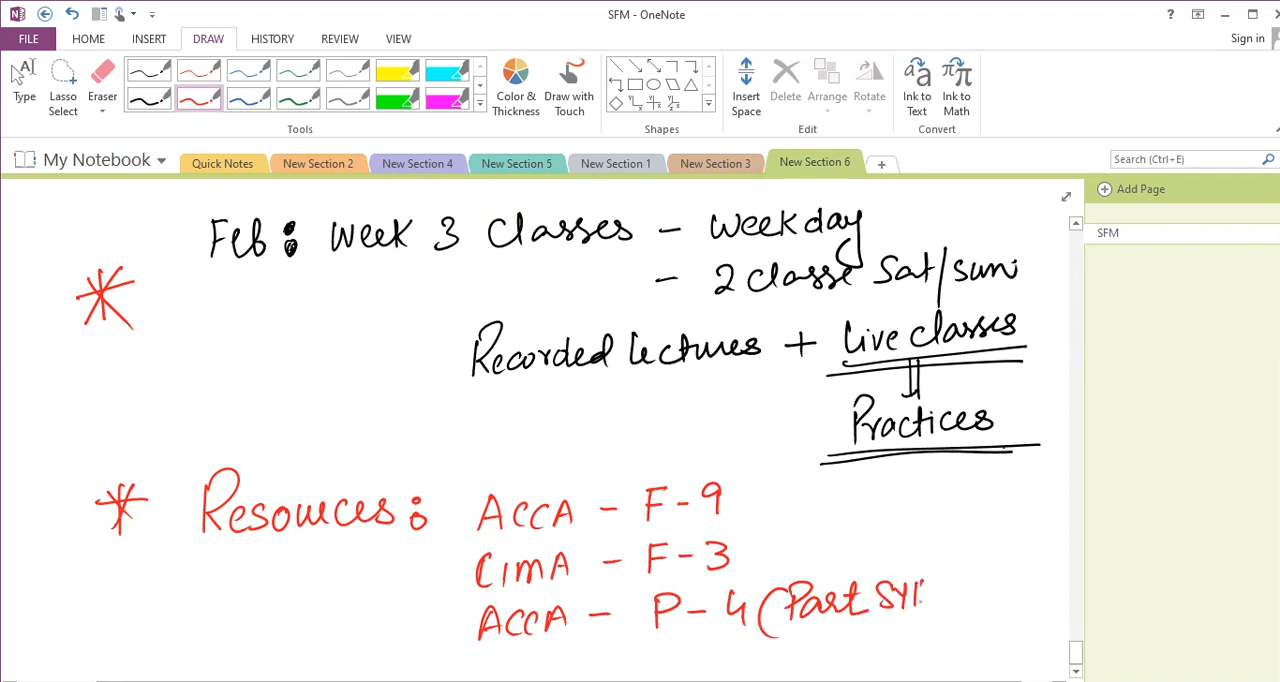 SFM - OneNote
?
Sign in
FILE HOME INSERT DRAW HISTORY REVIEW VIEW
Type
Lasso Select
Eraser
Color & Thickness
Draw with Touch
Insert Space
Delete
Arrange
Rotate
Ink to Text
Ink to Math
Tools
Shapes
Edit
Convert
My Notebook
Quick Notes
New Section 2
New Section 4
New Section 5
New Section 1
New Section 3
New Section 6
Search (Ctrl+E)
Add Page
SFM
Feb: Week 3 Classes - Weekday
- 2 classe Sat/sun
Recorded lectures + Live classes
Practices
* Resources: ACCA - F-9
CIMA - F-3
ACCA - P-4 (Part